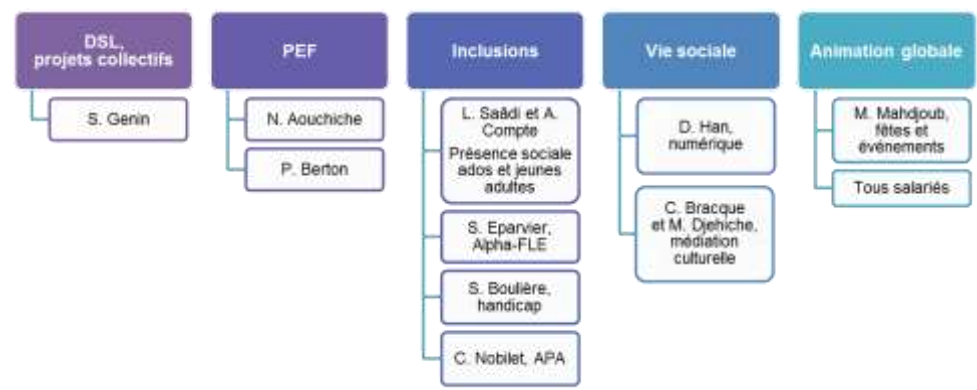 DSL,
projets collectifs
S. Genin
PEF
N. Aouchiche
P. Berton
Inclusions
L. Saâdi et A.
Compte
Présence sociale
ados et jeunes
adultes
S. Eparvier,
Alpha-FLE
S. Boulière,
handicap
C. Nobilet, APA
Vie sociale
D. Han,
numérique
C. Bracque
et M. Djehiche,
médiation
culturelle
Animation globale
M. Mahdjoub,
fêtes et
événements
Tous salariés